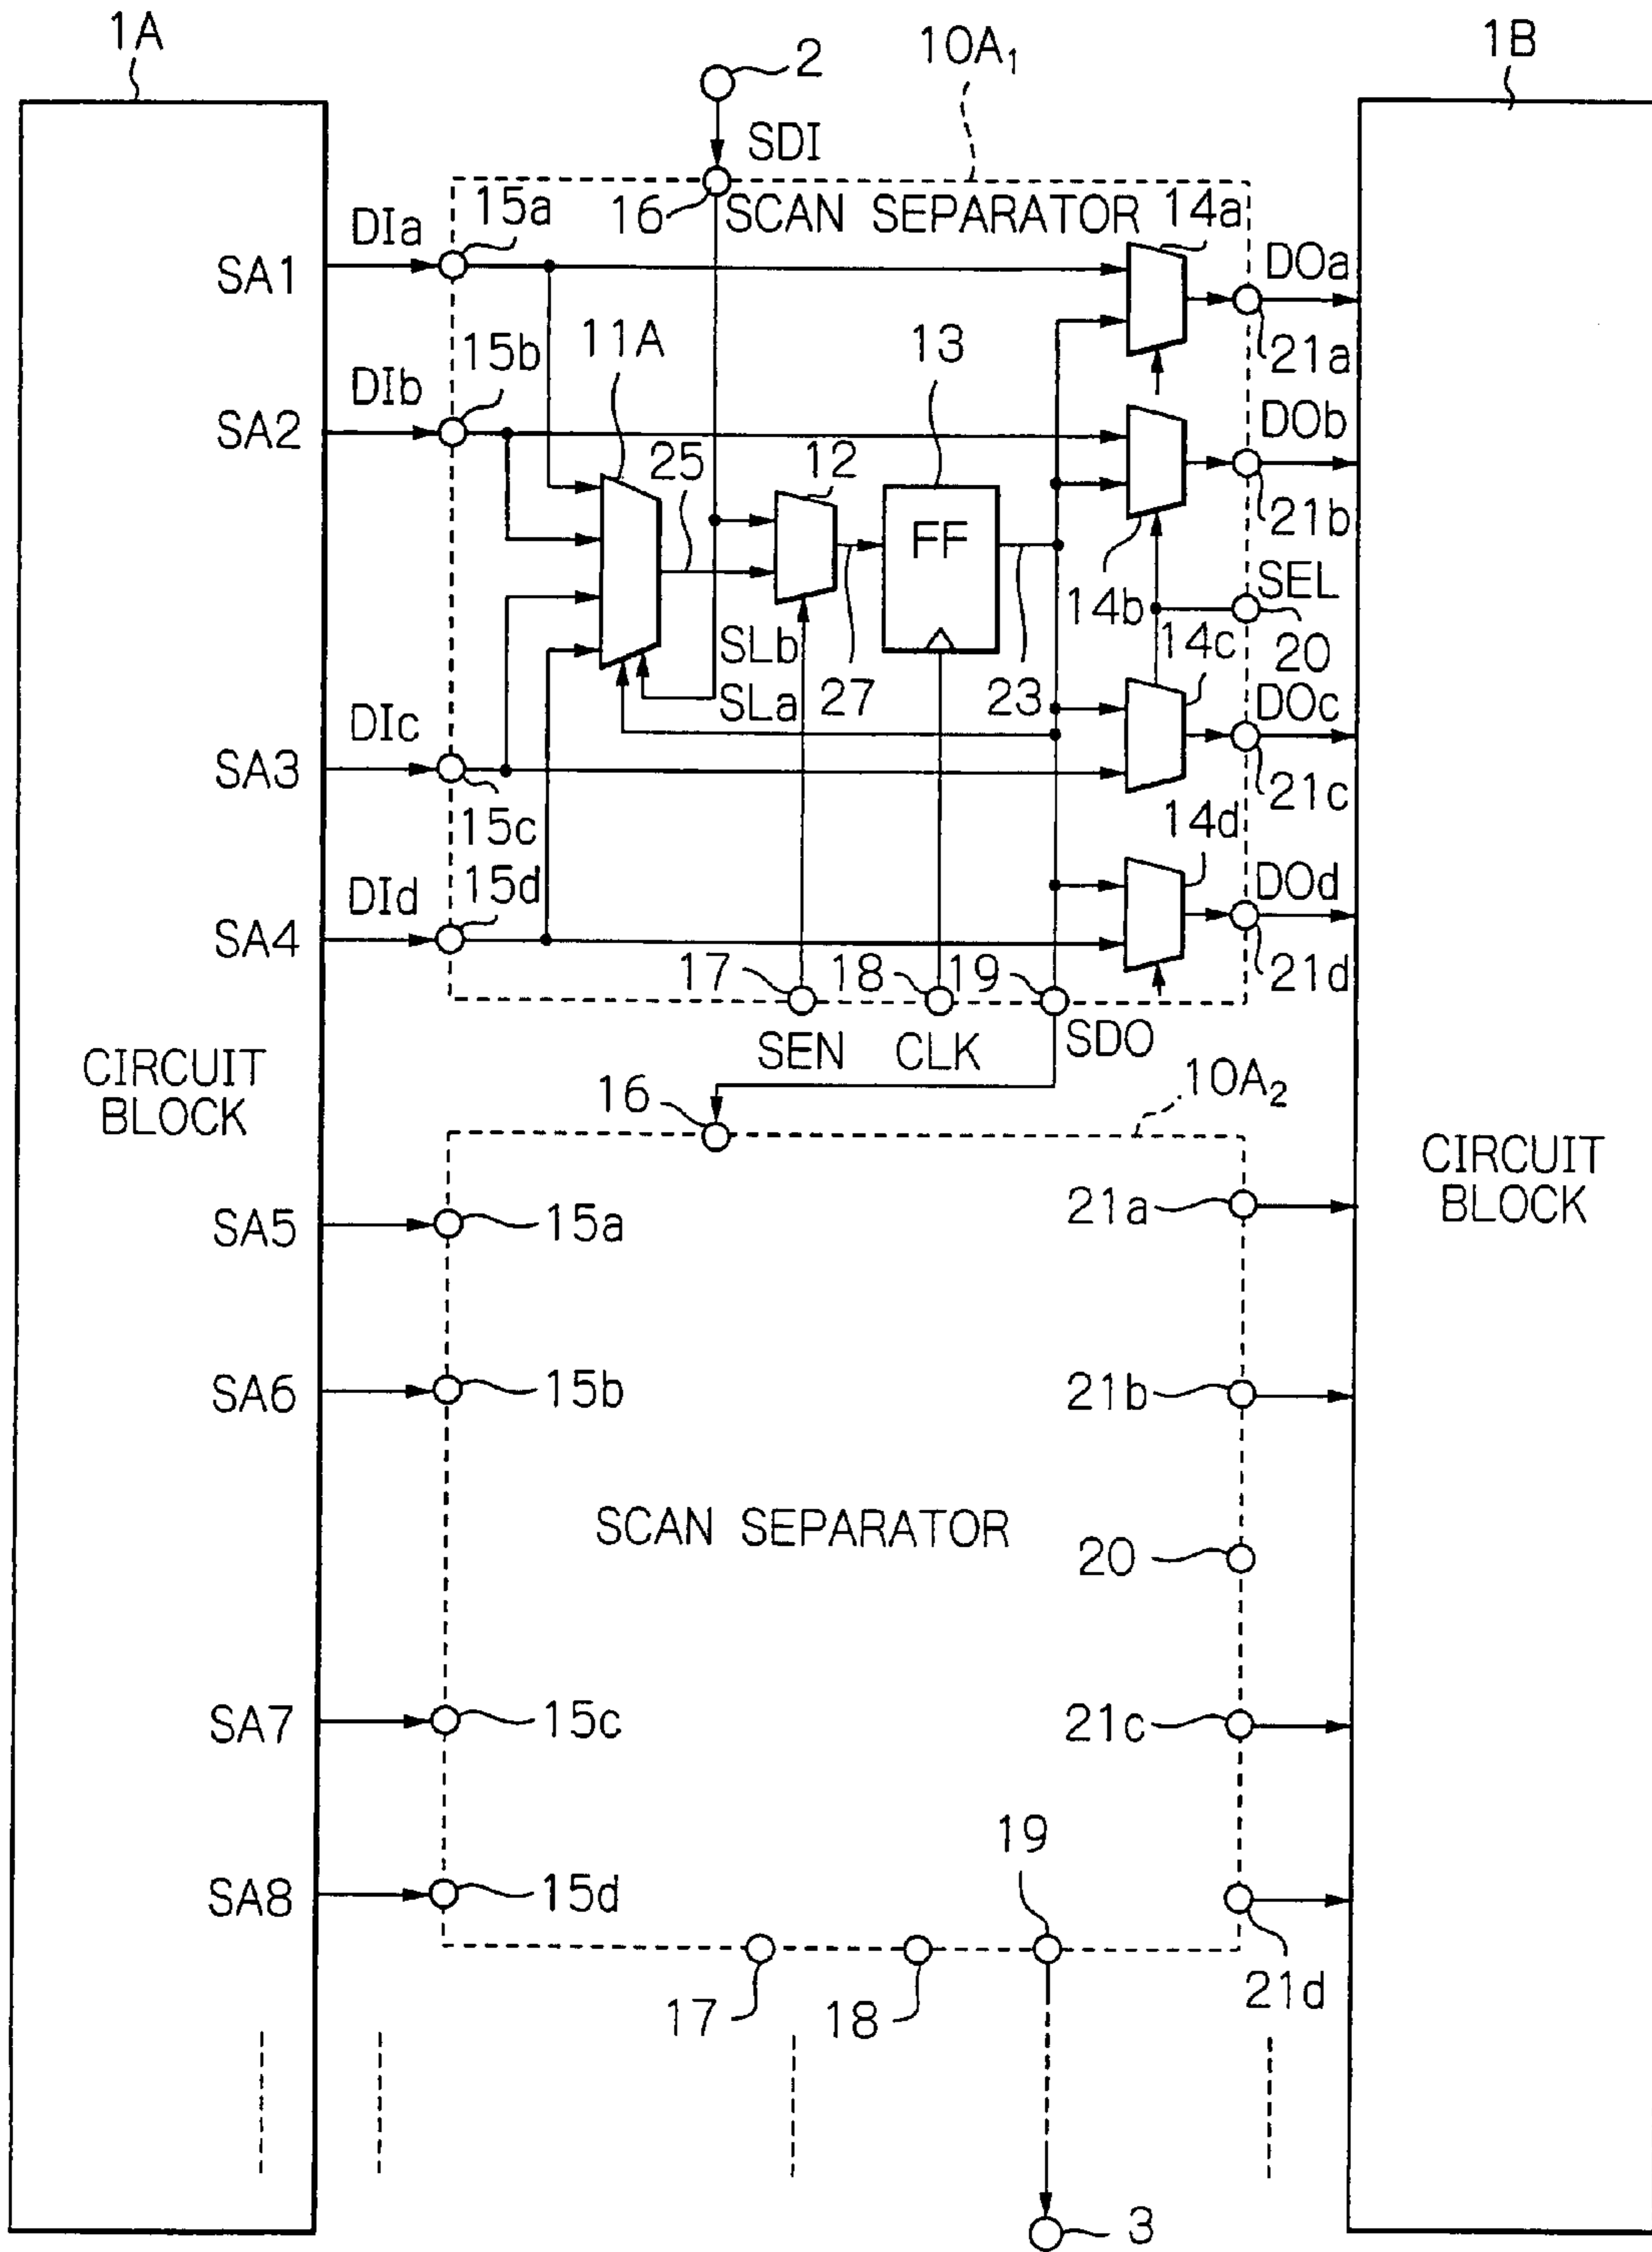 1A
2
10A1
1B
SDI
16
SCAN SEPARATOR
14a
DIa
15a
SA1
DOa
21a
11A
13
DIb
15b
SA2
DOb
25
12
21b
FF
SEL
14b
20
SLb
14c
SLa
27
23
DOc
DIc
SA3
21c
15c
14d
DId
15d
DOd
SA4
17
18
19
21d
SEN
CLK
SDO
CIRCUIT
BLOCK
16
10A2
CIRCUIT
BLOCK
SA5
15a
21a
SA6
15b
21b
SCAN SEPARATOR
20
SA7
15c
21c
19
SA8
15d
21d
17
18
3